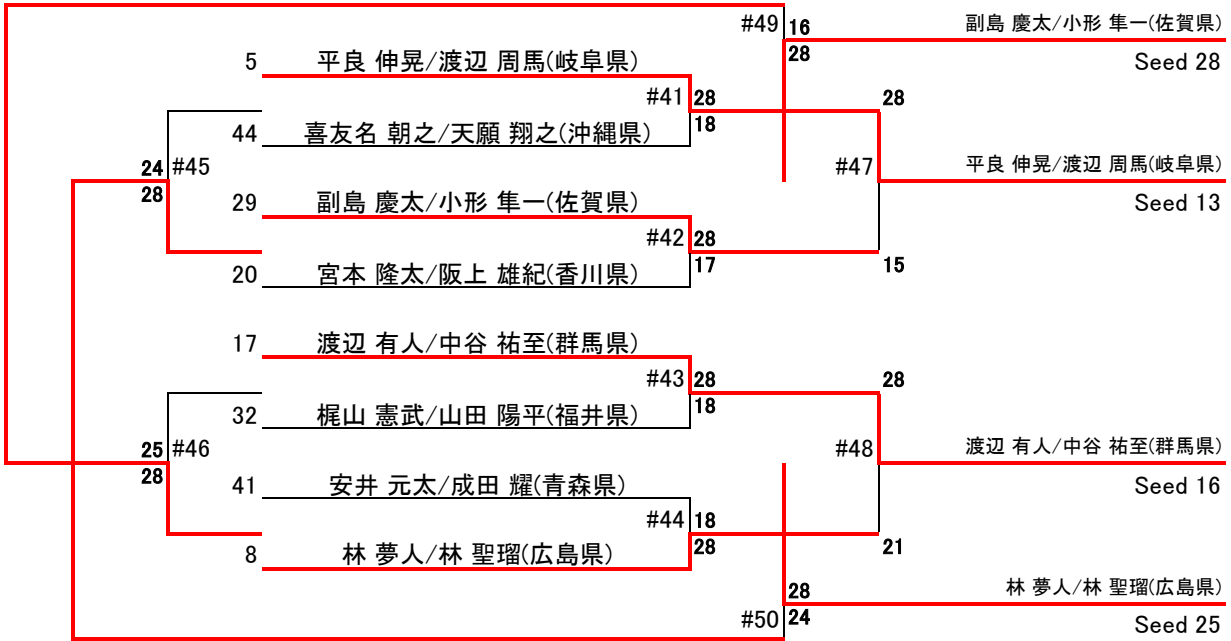 #49 16 副島 慶太/小形 隼一(佐賀県)
28 Seed 28
5 平良 伸晃/渡辺 周馬(岐阜県)
#41 28 28
44 喜友名 朝之/天願 翔之(沖縄県) 18
24 #45 #47 平良 伸晃/渡辺 周馬(岐阜県)
28 29 副島 慶太/小形 隼一(佐賀県) Seed 13
#42 28
20 宮本 隆太/阪上 雄紀(香川県) 17 15
17 渡辺 有人/中谷 祐至(群馬県)
#43 28 28
32 梶山 憲武/山田 陽平(福井県) 18
25 #46 #48 渡辺 有人/中谷 祐至(群馬県)
28 41 安井 元太/成田 耀(青森県) Seed 16
#44 18
8 林 夢人/林 聖瑠(広島県) 28 21
28 林 夢人/林 聖瑠(広島県)
#50 24 Seed 25